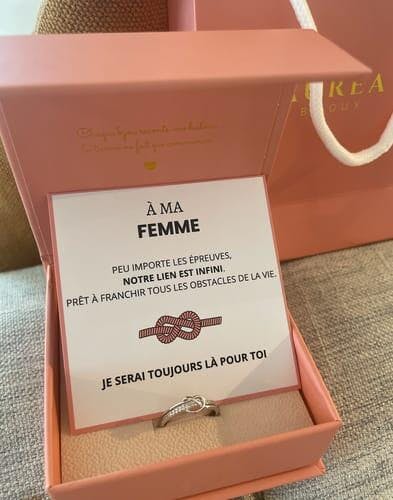 UREA
BIJOUX
À MA
FEMME
PEU IMPORTE LES ÉPREUVES,
NOTRE LIEN EST INFINI.
PRÊT À FRANCHIR TOUS LES OBSTACLES DE LA VIE.
JE SERAI TOUJOURS LÀ POUR TOI